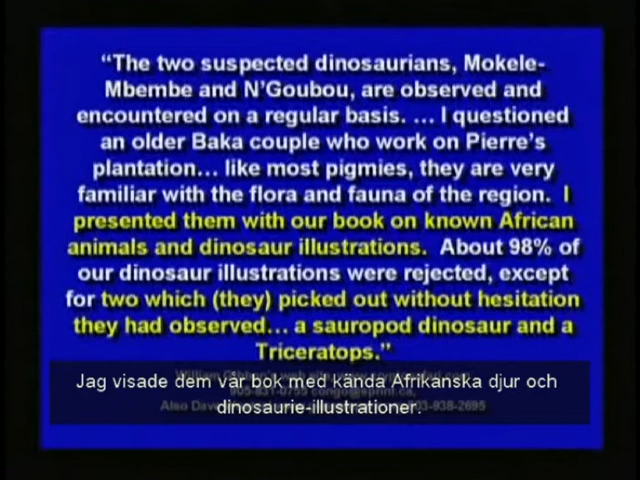 “The two suspected dinosaurians, Mokele-
Mbembe and N’Goubou, are observed and
encountered on a regular basis. … I questioned
an older Baka couple who work on Pierre’s
plantation… like most pigmies, they are very
familiar with the flora and fauna of the region. I
presented them with our book on known African
animals and dinosaur illustrations. About 98% of
our dinosaur illustrations were rejected, except
for two which (they) picked out without hesitation
they had observed… a sauropod dinosaur and a
Triceratops.”
Jag visade dem vår bok med kända Afrikanska djur och
dinosaurie-illustrationer.